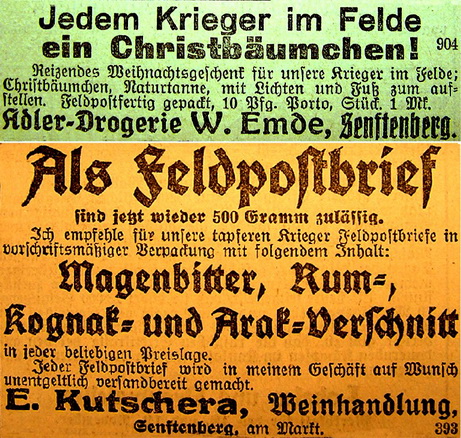 Jedem Krieger im Felde
ein Christbäumchen! 904
Reizendes Weihnachtsgeschenk für unsere Krieger im Felde;
Christbäumchen, Naturtanne, mit Lichten und Fuß zum auf-
stellen. Feldpostfertig gepackt, 10 Pfg. Porto, Stück. 1 Mk.
Adler-Drogerie W. Emde, Senftenberg.
Als Feldpostbrief
sind jetzt wieder 500 Gramm zulässig.
Ich empfehle für unsere tapferen Krieger Feldpostbriefe in
vorschriftsmäßiger Verpackung mit folgendem Inhalt:
Magenbitter, Rum-,
Kognak- und Arak-Verschnitt
in jeder beliebigen Preislage.
Jeder Feldpostbrief wird in meinem Geschäft auf Wunsch
unentgeltlich versandbereit gemacht.
E. Kutschera, Weinhandlung,
Senftenberg, am Markt. 393